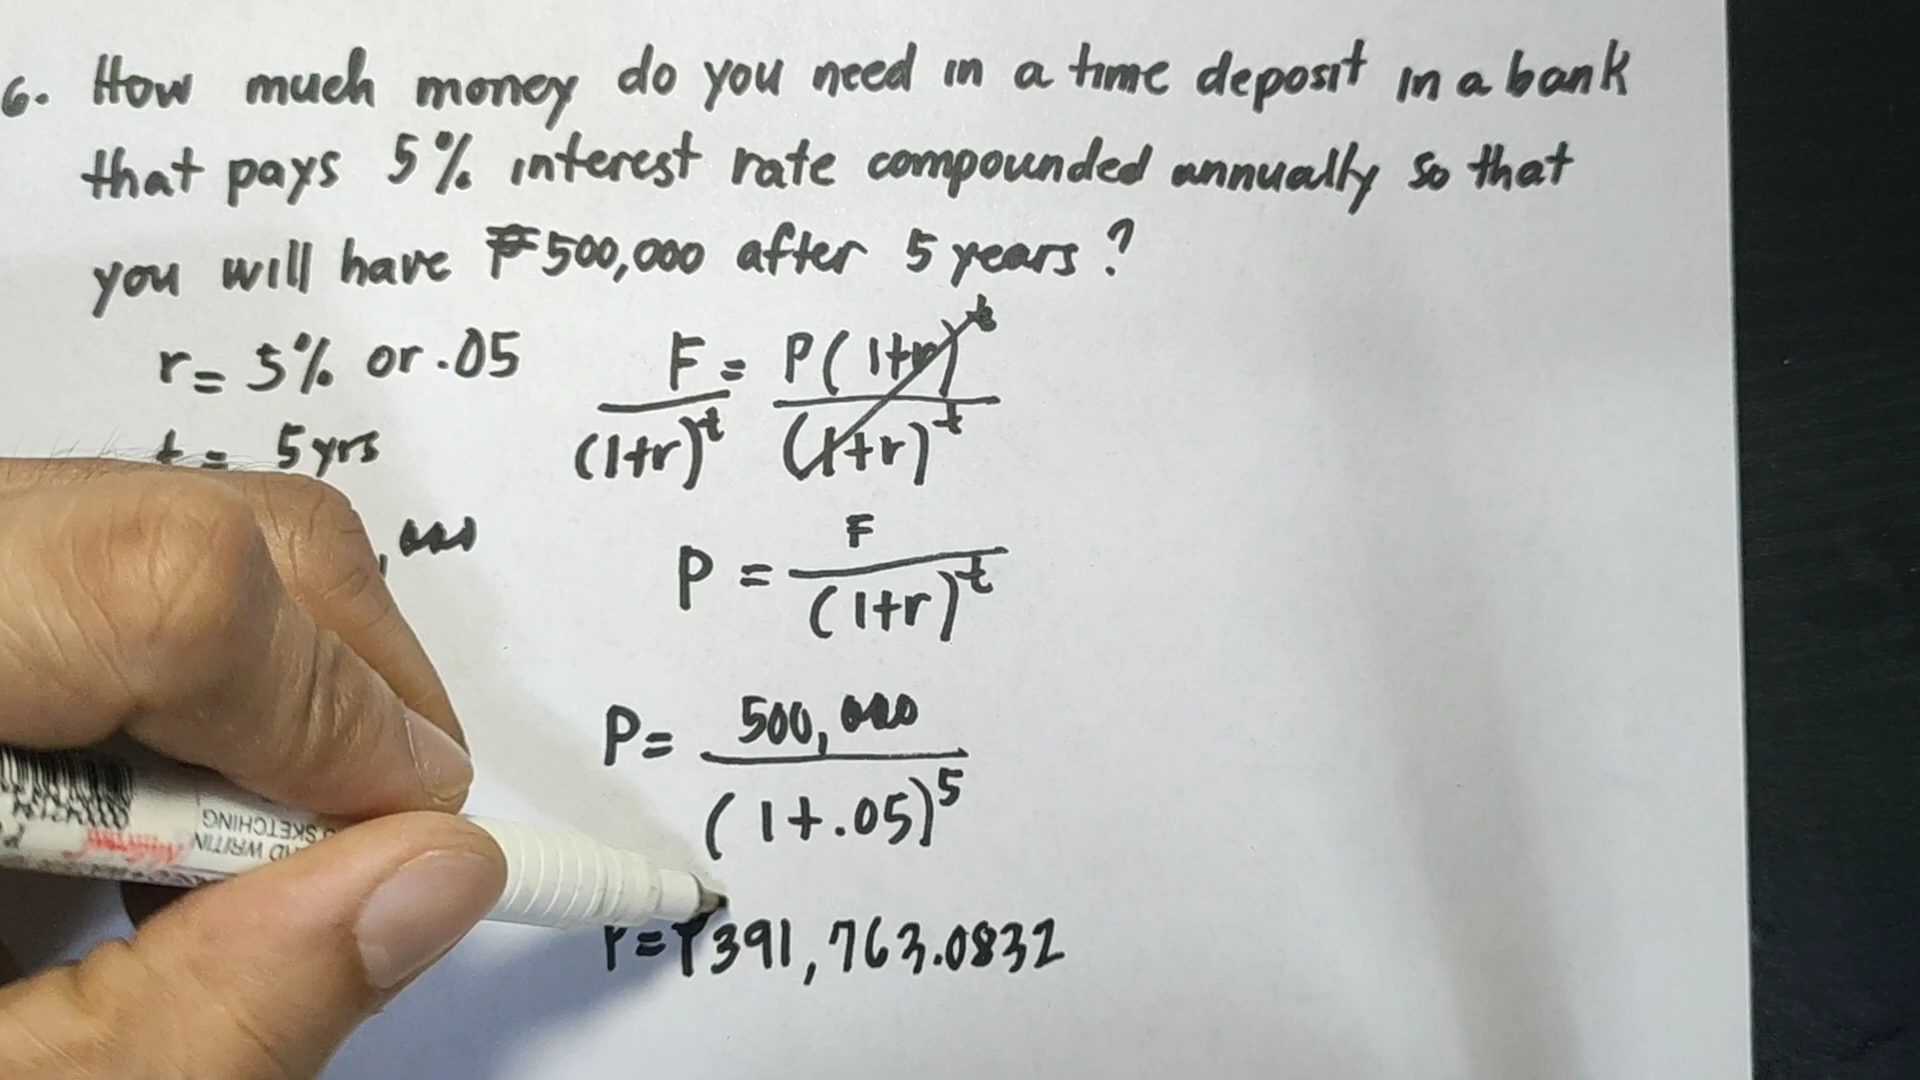 6. How much money do you need in a time deposit in a bank
that pays 5% interest rate compounded annually so that
you will have ₱500,000 after 5 years?
r = 5% or .05
t = 5 yrs
,000
F = P(1+r)^t
(1+r)^t (1+r)^t
P = F
(1+r)^t
P = 500,000
(1+.05)^5
P = ₱391,763.0832
SKETCHING